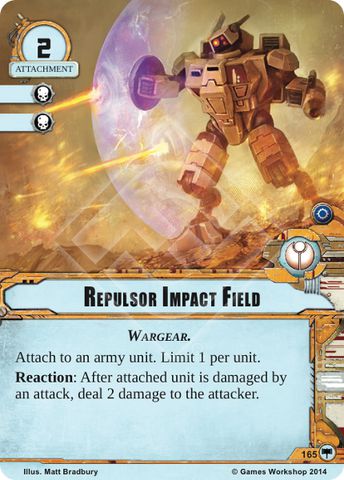 2
ATTACHMENT
REPULSOR IMPACT FIELD
WARGEAR.
Attach to an army unit. Limit 1 per unit.
Reaction: After attached unit is damaged by
an attack, deal 2 damage to the attacker.
165
Illus. Matt Bradbury © Games Workshop 2014